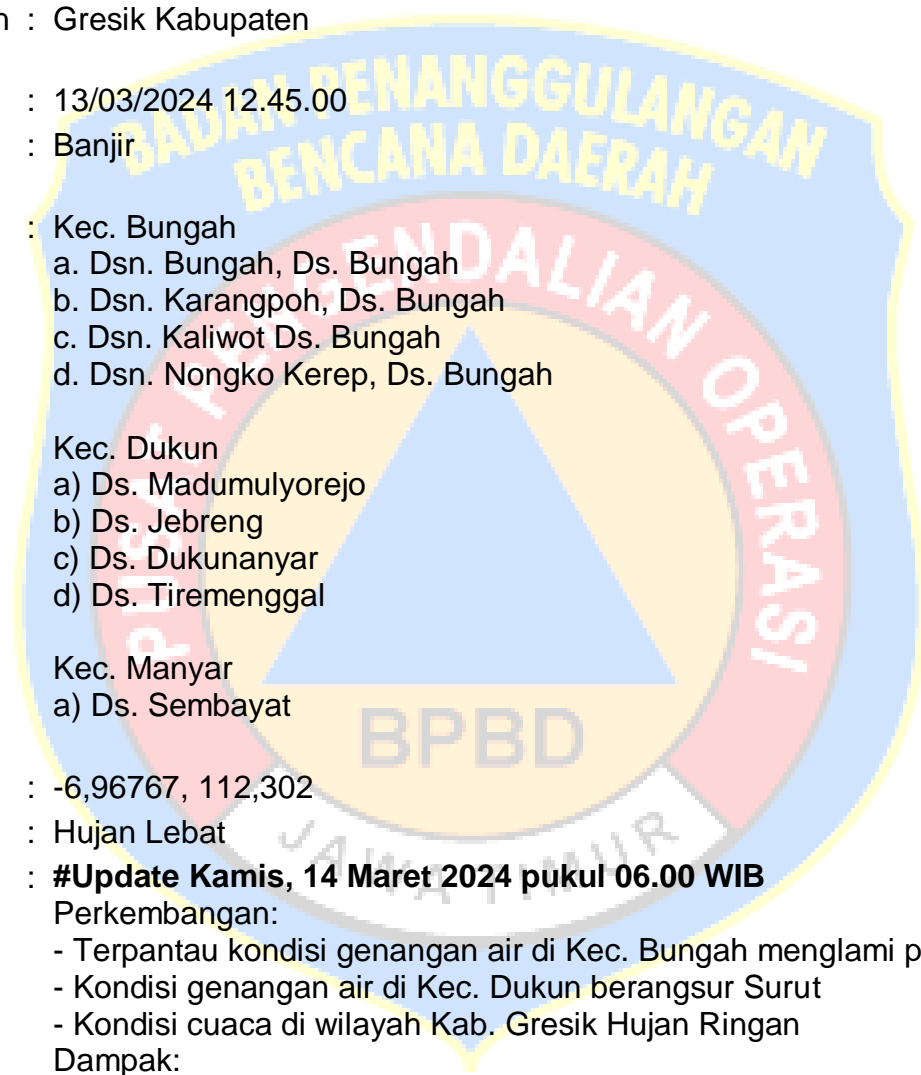 n : Gresik Kabupaten
: 13/03/2024 12.45.00
: Banjir
: Kec. Bungah
a. Dsn. Bungah, Ds. Bungah
b. Dsn. Karangpoh, Ds. Bungah
c. Dsn. Kaliwot Ds. Bungah
d. Dsn. Nongko Kerep, Ds. Bungah
Kec. Dukun
a) Ds. Madumulyorejo
b) Ds. Jebreng
c) Ds. Dukunanyar
d) Ds. Tiremenggal
Kec. Manyar
a) Ds. Sembayat
: -6,96767, 112,302
: Hujan Lebat
: #Update Kamis, 14 Maret 2024 pukul 06.00 WIB
Perkembangan:
- Terpantau kondisi genangan air di Kec. Bungah menglami p
- Kondisi genangan air di Kec. Dukun berangsur Surut
- Kondisi cuaca di wilayah Kab. Gresik Hujan Ringan
Dampak:
BADAN PENANGGULANGAN
BENCANA DAERAH
PUSAT PENGENDALIAN OPERASI
BPBD
JAWA TIMUR